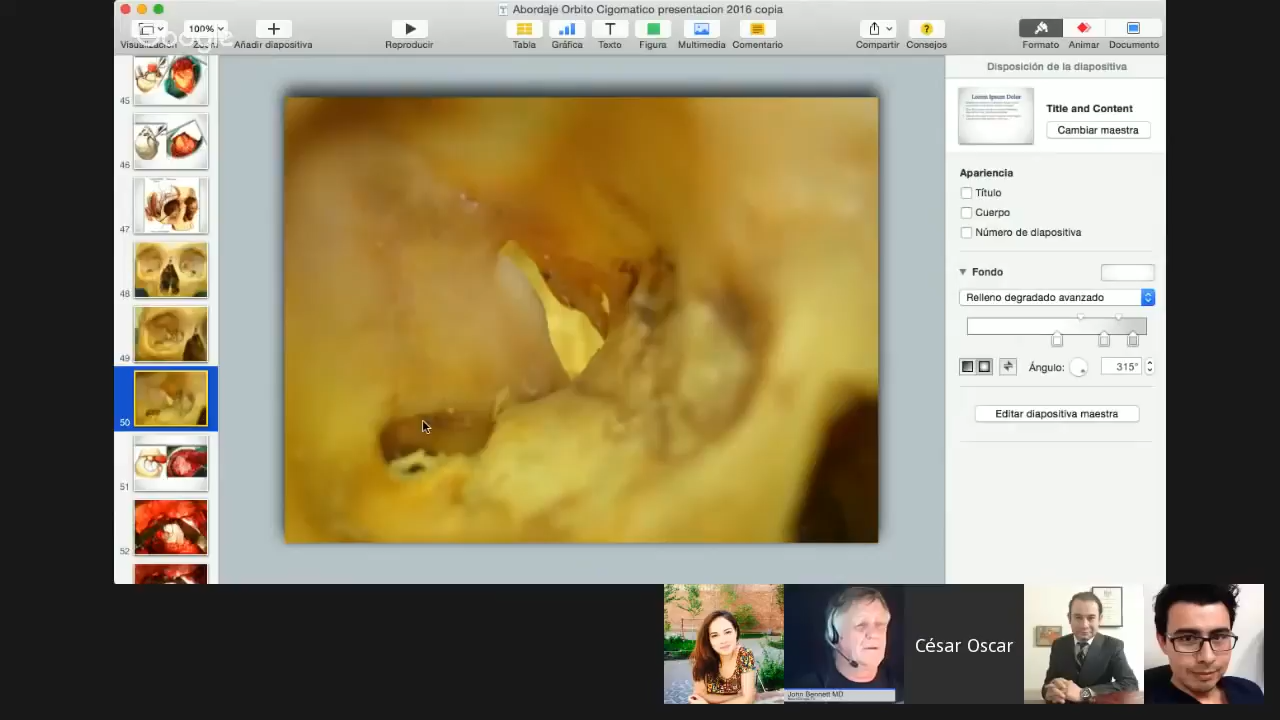 Abordaje Orbito Cigomatico presentacion 2016 copia
100%
Visualización Zoom Añadir diapositiva Reproducir Tabla Gráfica Texto Figura Multimedia Comentario Compartir Consejos Formato Animar Documento
Google
Disposición de la diapositiva
Lorem Ipsum Dolor
Title and Content
Cambiar maestra
Apariencia
Título
Cuerpo
Número de diapositiva
Fondo
Relleno degradado avanzado
Ángulo: 315°
Editar diapositiva maestra
45
46
47
48
49
50
51
52
César Oscar
John Bennett MD